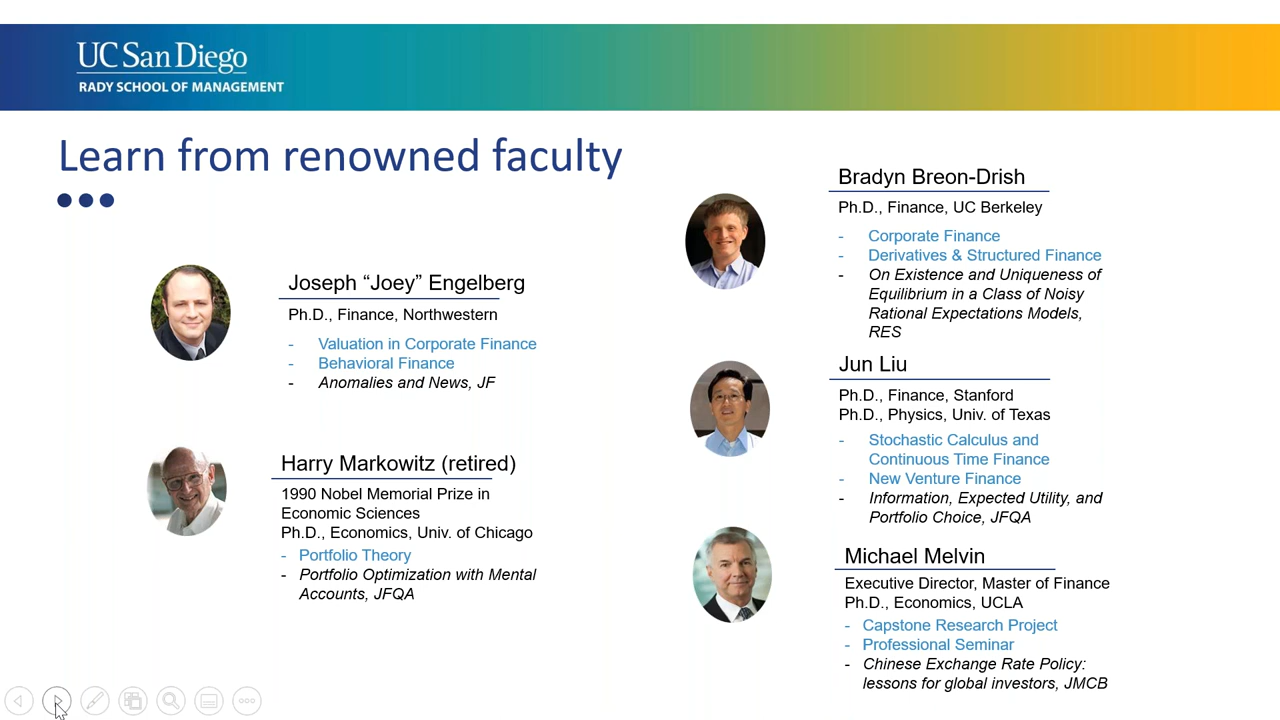 UC San Diego
RADY SCHOOL OF MANAGEMENT
Learn from renowned faculty
Joseph “Joey” Engelberg
Ph.D., Finance, Northwestern
- Valuation in Corporate Finance
- Behavioral Finance
- Anomalies and News, JF
Harry Markowitz (retired)
1990 Nobel Memorial Prize in
Economic Sciences
Ph.D., Economics, Univ. of Chicago
- Portfolio Theory
- Portfolio Optimization with Mental
Accounts, JFQA
Bradyn Breon-Drish
Ph.D., Finance, UC Berkeley
- Corporate Finance
- Derivatives & Structured Finance
- On Existence and Uniqueness of
Equilibrium in a Class of Noisy
Rational Expectations Models,
RES
Jun Liu
Ph.D., Finance, Stanford
Ph.D., Physics, Univ. of Texas
- Stochastic Calculus and
Continuous Time Finance
- New Venture Finance
- Information, Expected Utility, and
Portfolio Choice, JFQA
Michael Melvin
Executive Director, Master of Finance
Ph.D., Economics, UCLA
- Capstone Research Project
- Professional Seminar
- Chinese Exchange Rate Policy:
lessons for global investors, JMCB